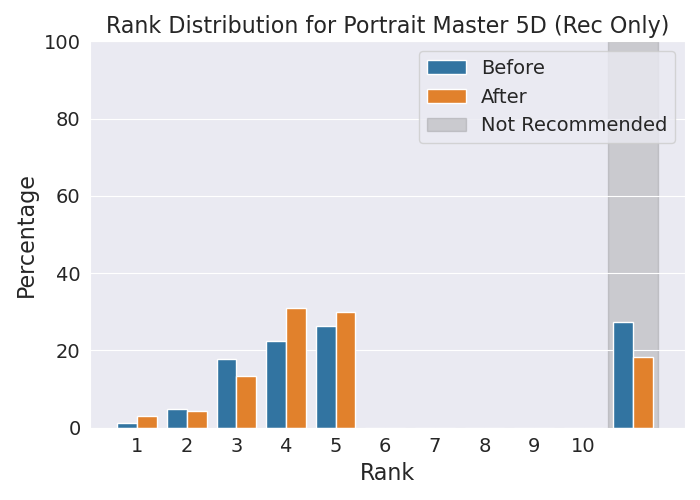 Rank Distribution for Portrait Master 5D (Rec Only)
100
80
60
40
20
0
Percentage
Before
After
Not Recommended
1 2 3 4 5 6 7 8 9 10
Rank